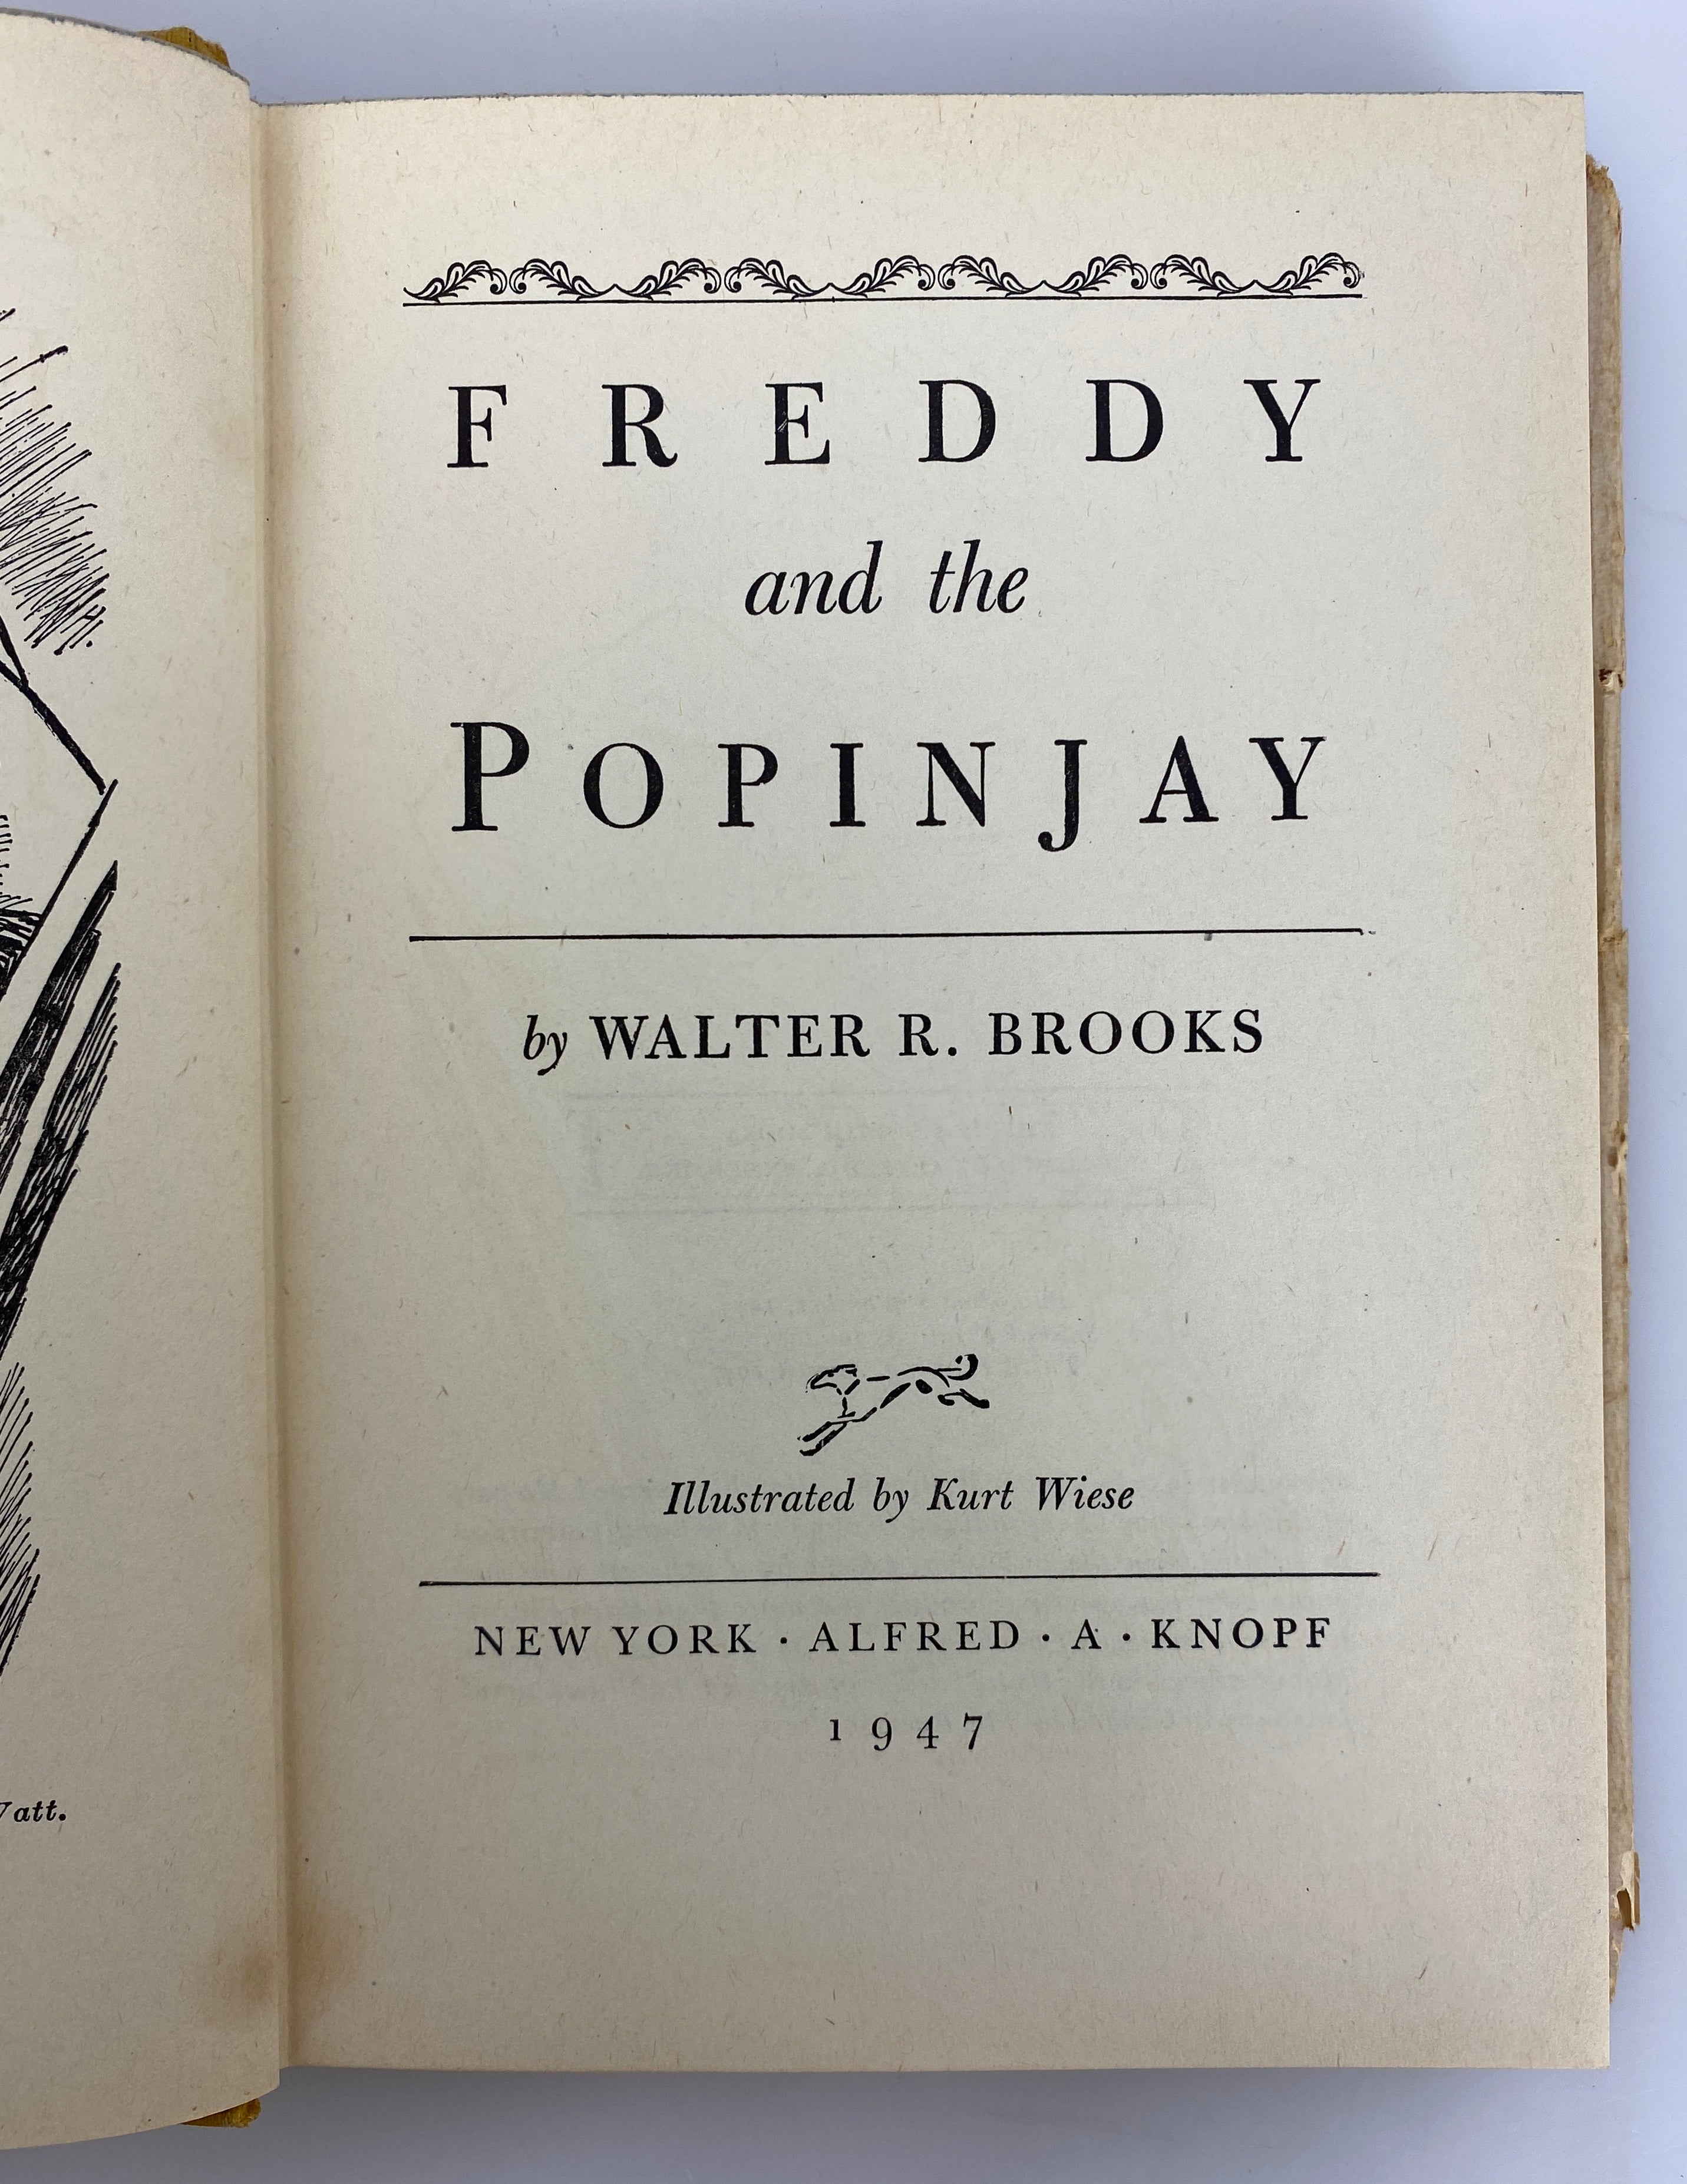 FREDDY
and the
POPINJAY
by WALTER R. BROOKS
Illustrated by Kurt Wiese
NEW YORK · ALFRED · A · KNOPF
1947